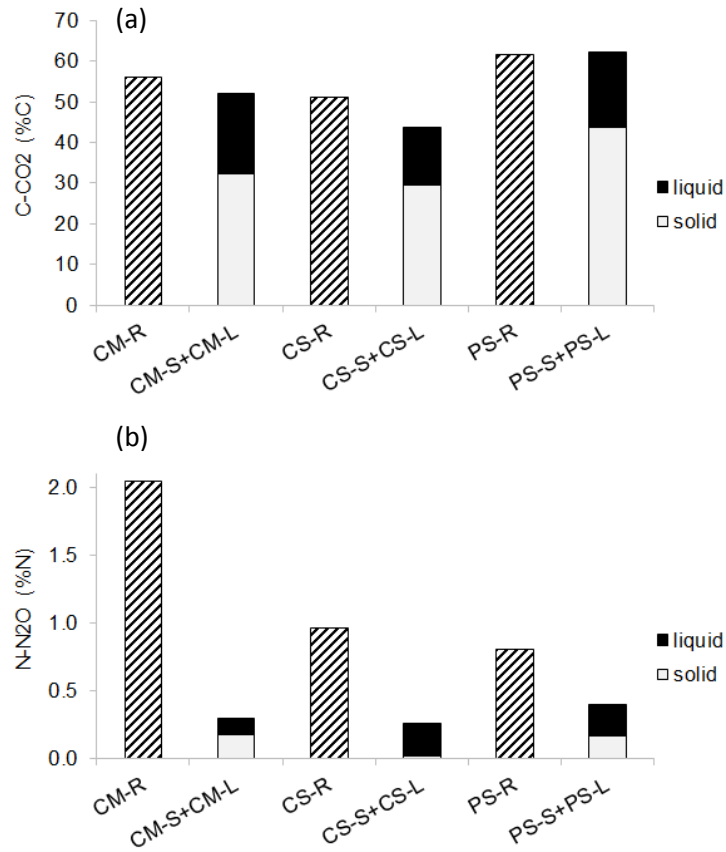 (a)
C-CO2 (%C)
70
60
50
40
30
20
10
0
liquid
solid
CM-R
CM-S+CM-L
CS-R
CS-S+CS-L
PS-R
PS-S+PS-L
(b)
N-N2O (%N)
2.0
1.5
1.0
0.5
0.0
liquid
solid
CM-R
CM-S+CM-L
CS-R
CS-S+CS-L
PS-R
PS-S+PS-L